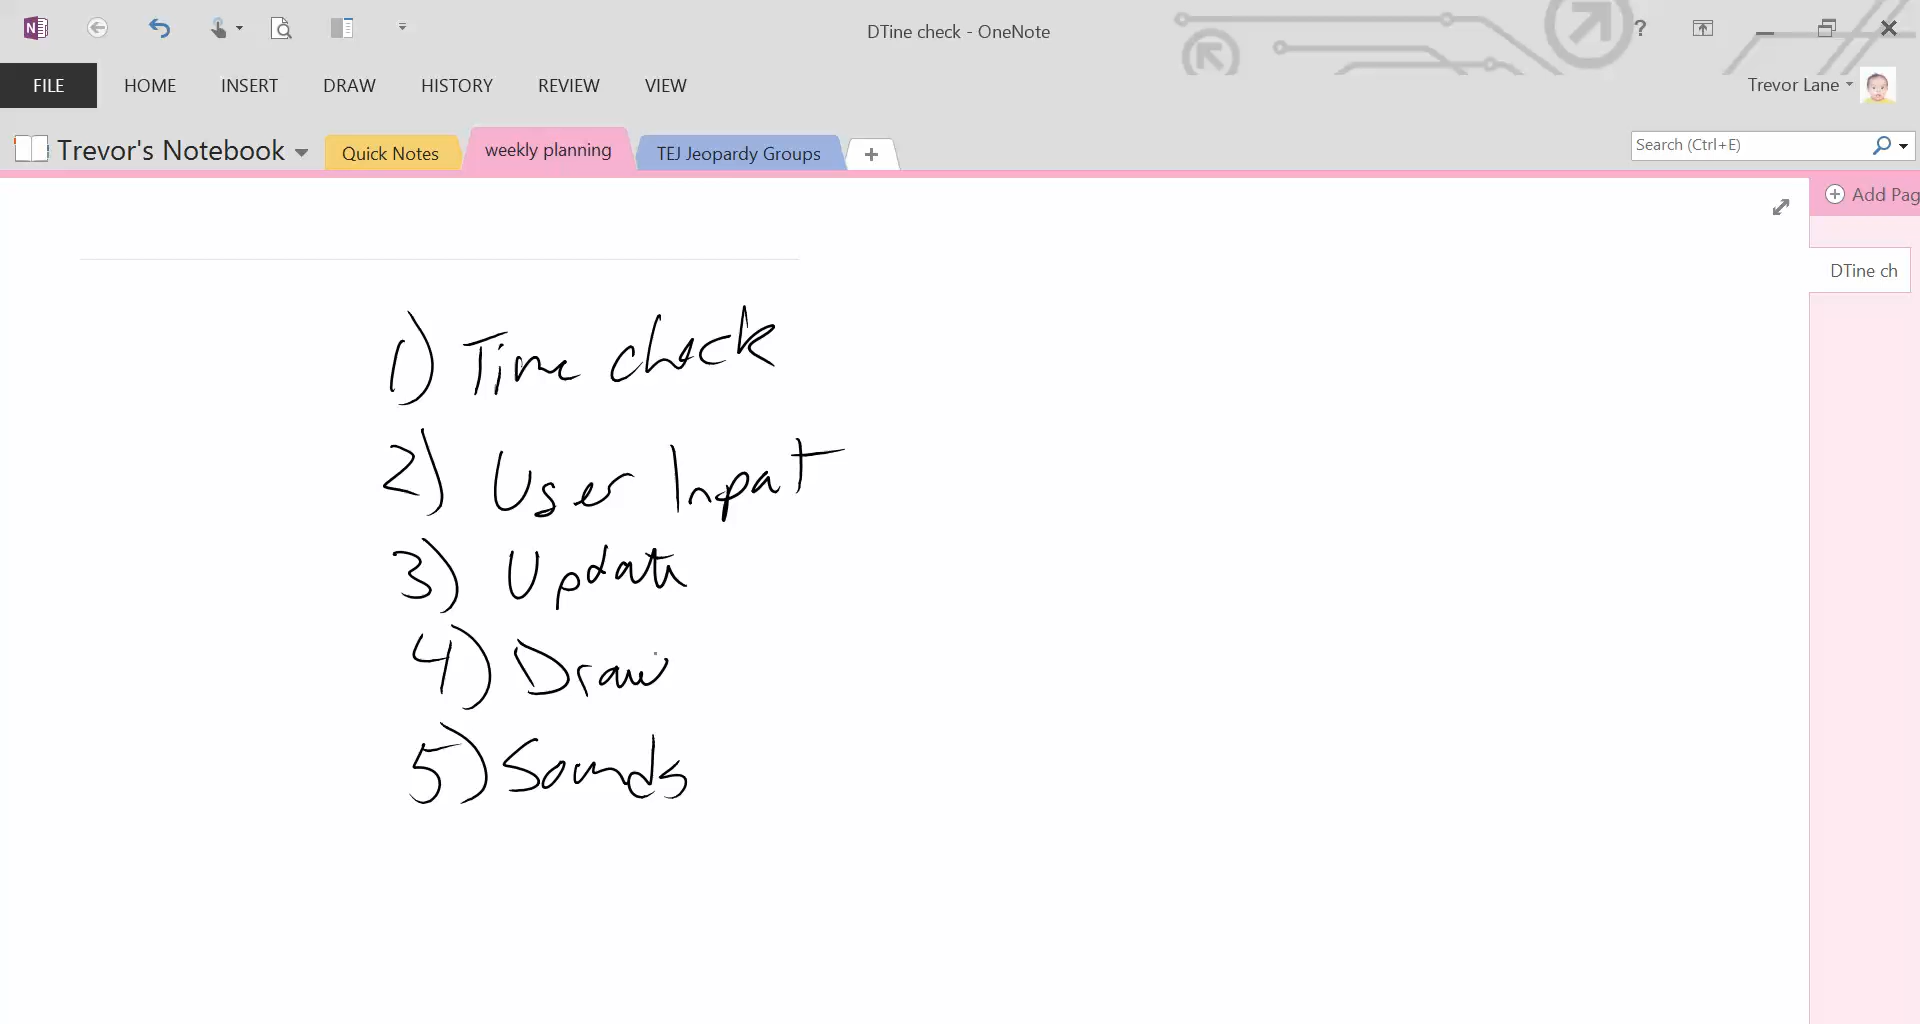 DTine check - OneNote
?
FILE HOME INSERT DRAW HISTORY REVIEW VIEW
Trevor Lane
Trevor's Notebook
Quick Notes
weekly planning
TEJ Jeopardy Groups
+
Search (Ctrl+E)
Add Pag
DTine ch
1) Time check
2) User Input
3) Update
4) Draw
5) Sounds